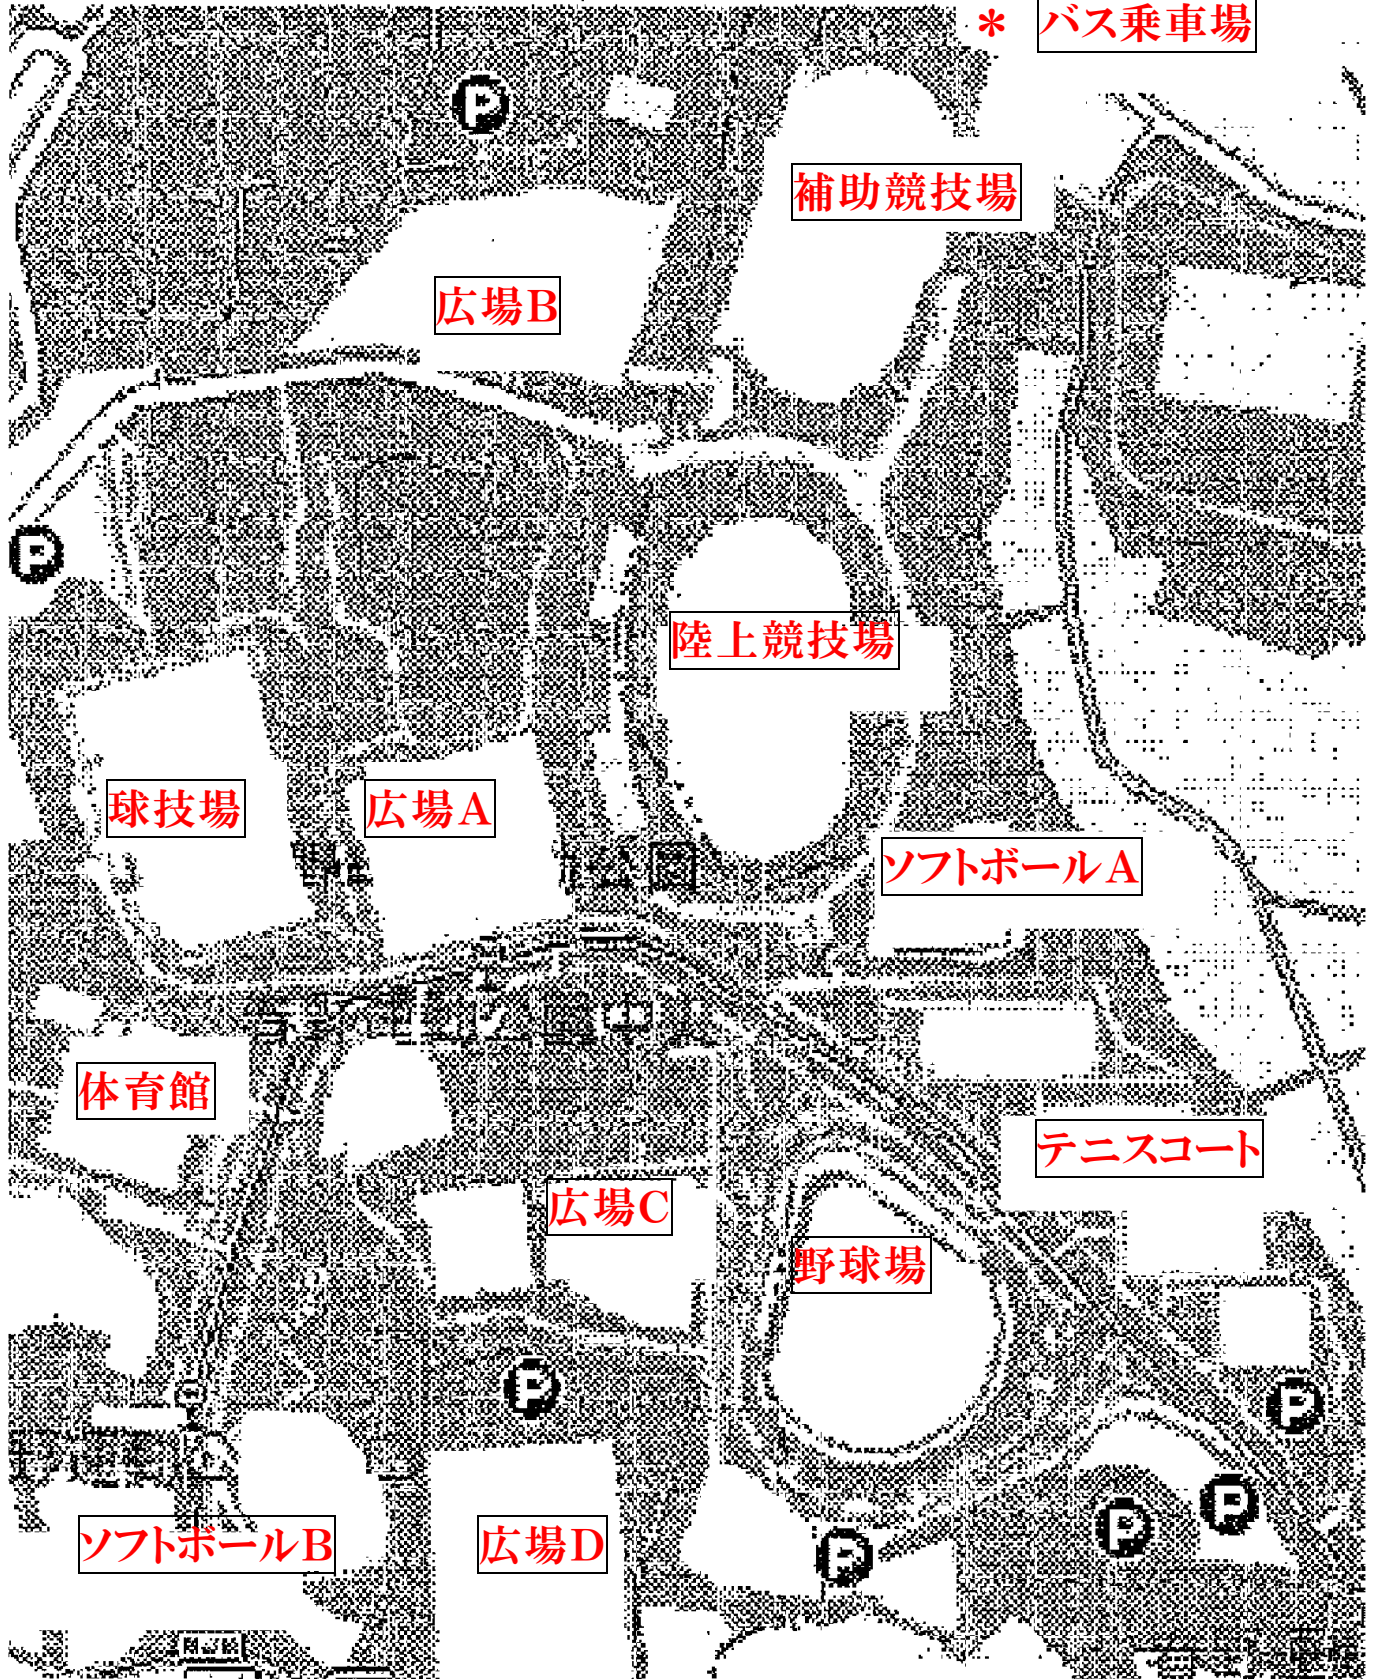 * バス乗車場
P
補助競技場
広場B
P
陸上競技場
球技場
広場A
ソフトボールA
体育館
テニスコート
広場C
野球場
P
P
P
P
P
ソフトボールB
広場D